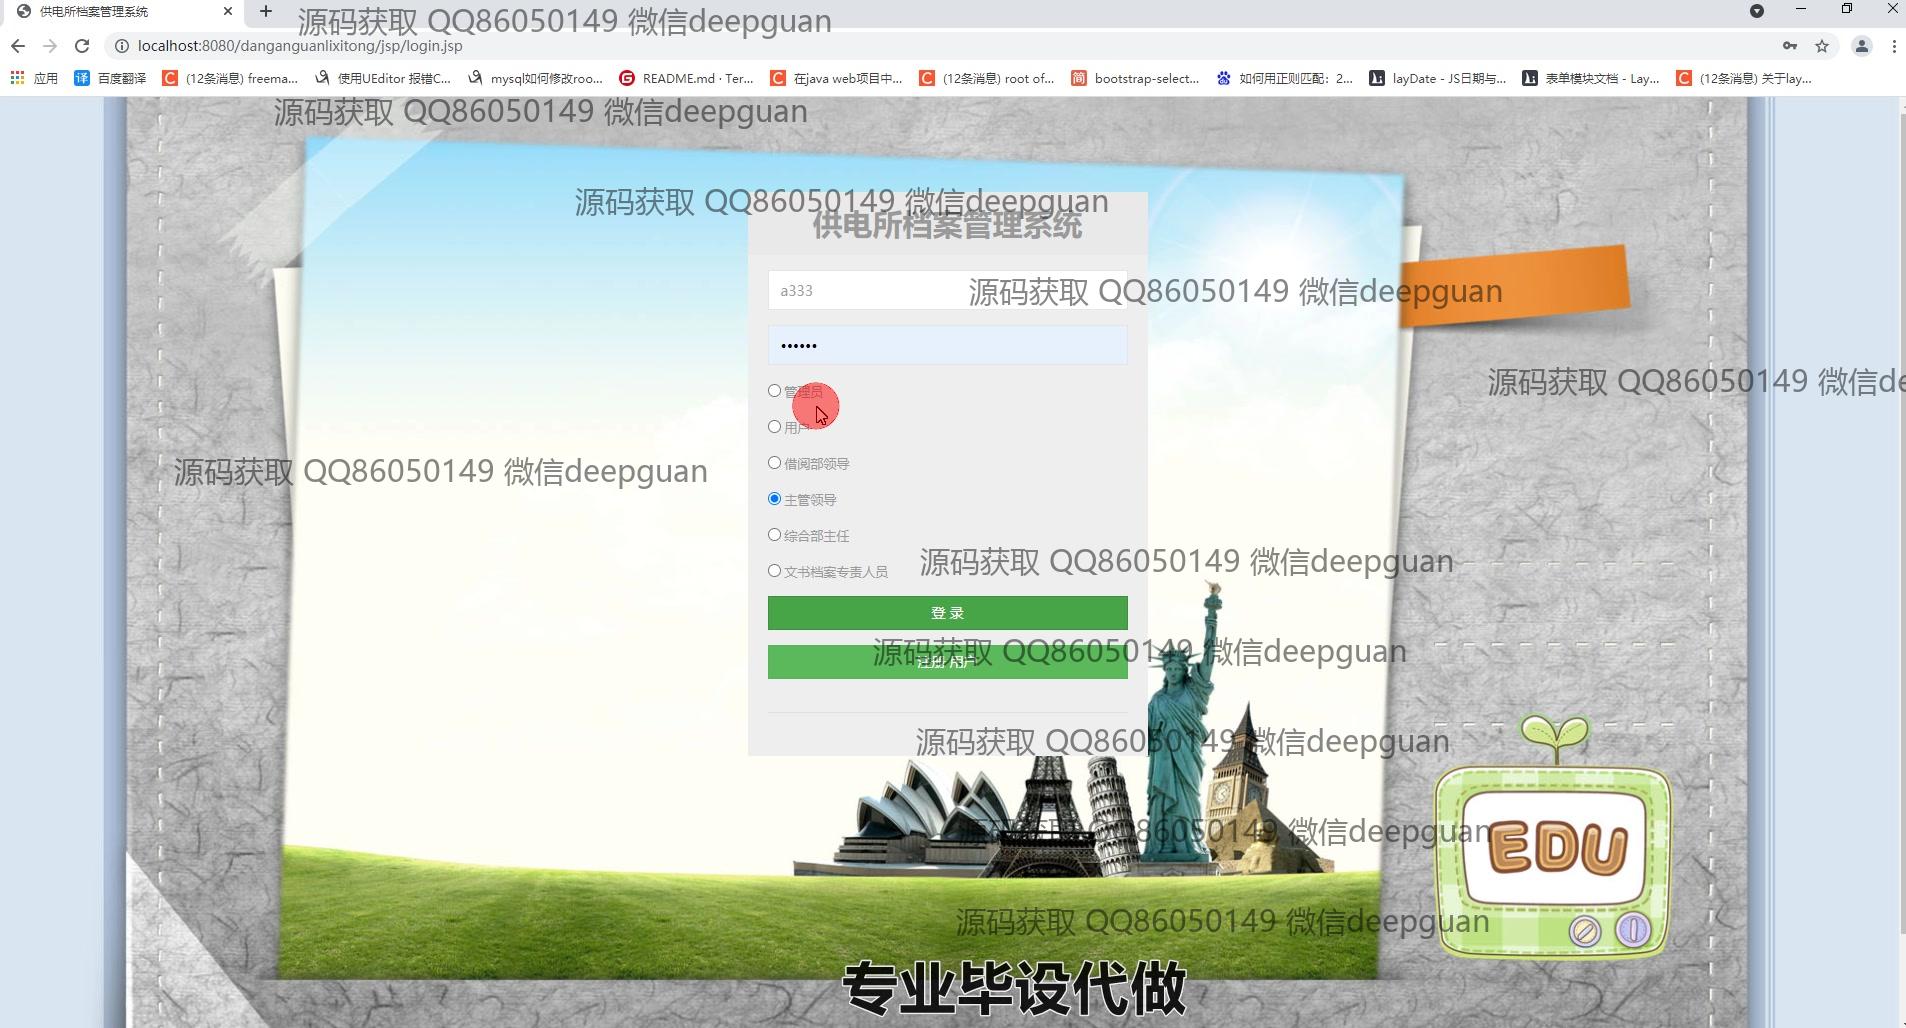 供电所档案管理系统
源码获取 QQ86050149 微信deepguan
localhost:8080/danganguanlixitong/jsp/login.jsp
应用
百度翻译
(12条消息) freema...
使用UEditor 报错C...
mysql如何修改roo...
README.md · Ter...
在java web项目中...
(12条消息) root of...
bootstrap-select...
如何用正则匹配：2...
layDate - JS日期与...
表单模块文档 - Lay...
(12条消息) 关于lay...
源码获取 QQ86050149 微信deepguan
源码获取 QQ86050149 微信deepguan
供电所档案管理系统
a333
源码获取 QQ86050149 微信deepguan
••••••
管理员
源码获取 QQ86050149 微信de
用户
借阅部领导
源码获取 QQ86050149 微信deepguan
主管领导
综合部主任
源码获取 QQ86050149 微信deepguan
文书档案专责人员
登 录
源码获取 QQ86050149 微信deepguan
注册 用户
源码获取 QQ86050149 微信deepguan
源码获取 QQ86050149 微信deepguan
EDU
源码获取 QQ86050149 微信deepguan
专业毕设代做